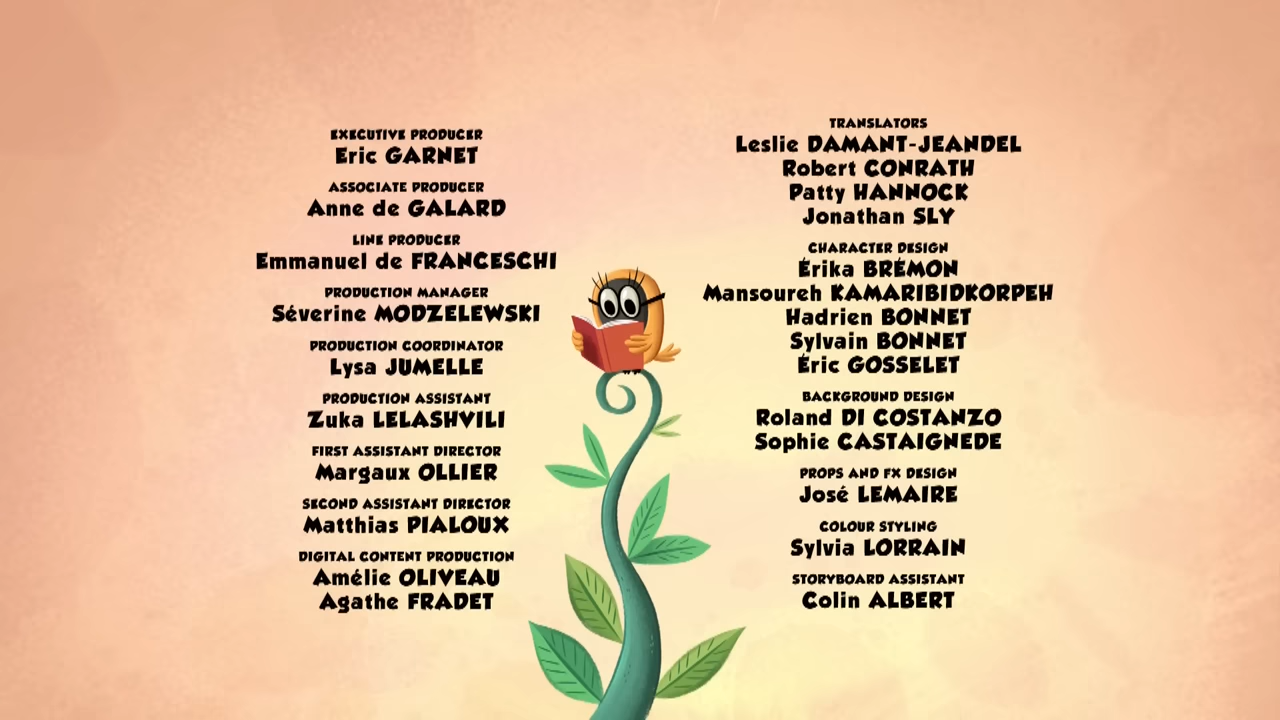 EXECUTIVE PRODUCER
Eric GARNET
ASSOCIATE PRODUCER
Anne de GALARD
LINE PRODUCER
Emmanuel de FRANCESCHI
PRODUCTION MANAGER
Séverine MODZELEWSKI
PRODUCTION COORDINATOR
Lysa JUMELLE
PRODUCTION ASSISTANT
Zuka LELASHVILI
FIRST ASSISTANT DIRECTOR
Margaux OLLIER
SECOND ASSISTANT DIRECTOR
Matthias PIALOUX
DIGITAL CONTENT PRODUCTION
Amélie OLIVEAU
Agathe FRADET
TRANSLATORS
Leslie DAMANT-JEANDEL
Robert CONRATH
Patty HANNOCK
Jonathan SLY
CHARACTER DESIGN
Érika BRÉMON
Mansoureh KAMARIBIDKORPEH
Hadrien BONNET
Sylvain BONNET
Éric GOSSELET
BACKGROUND DESIGN
Roland DI COSTANZO
Sophie CASTAIGNEDE
PROPS AND FX DESIGN
José LEMAIRE
COLOUR STYLING
Sylvia LORRAIN
STORYBOARD ASSISTANT
Colin ALBERT